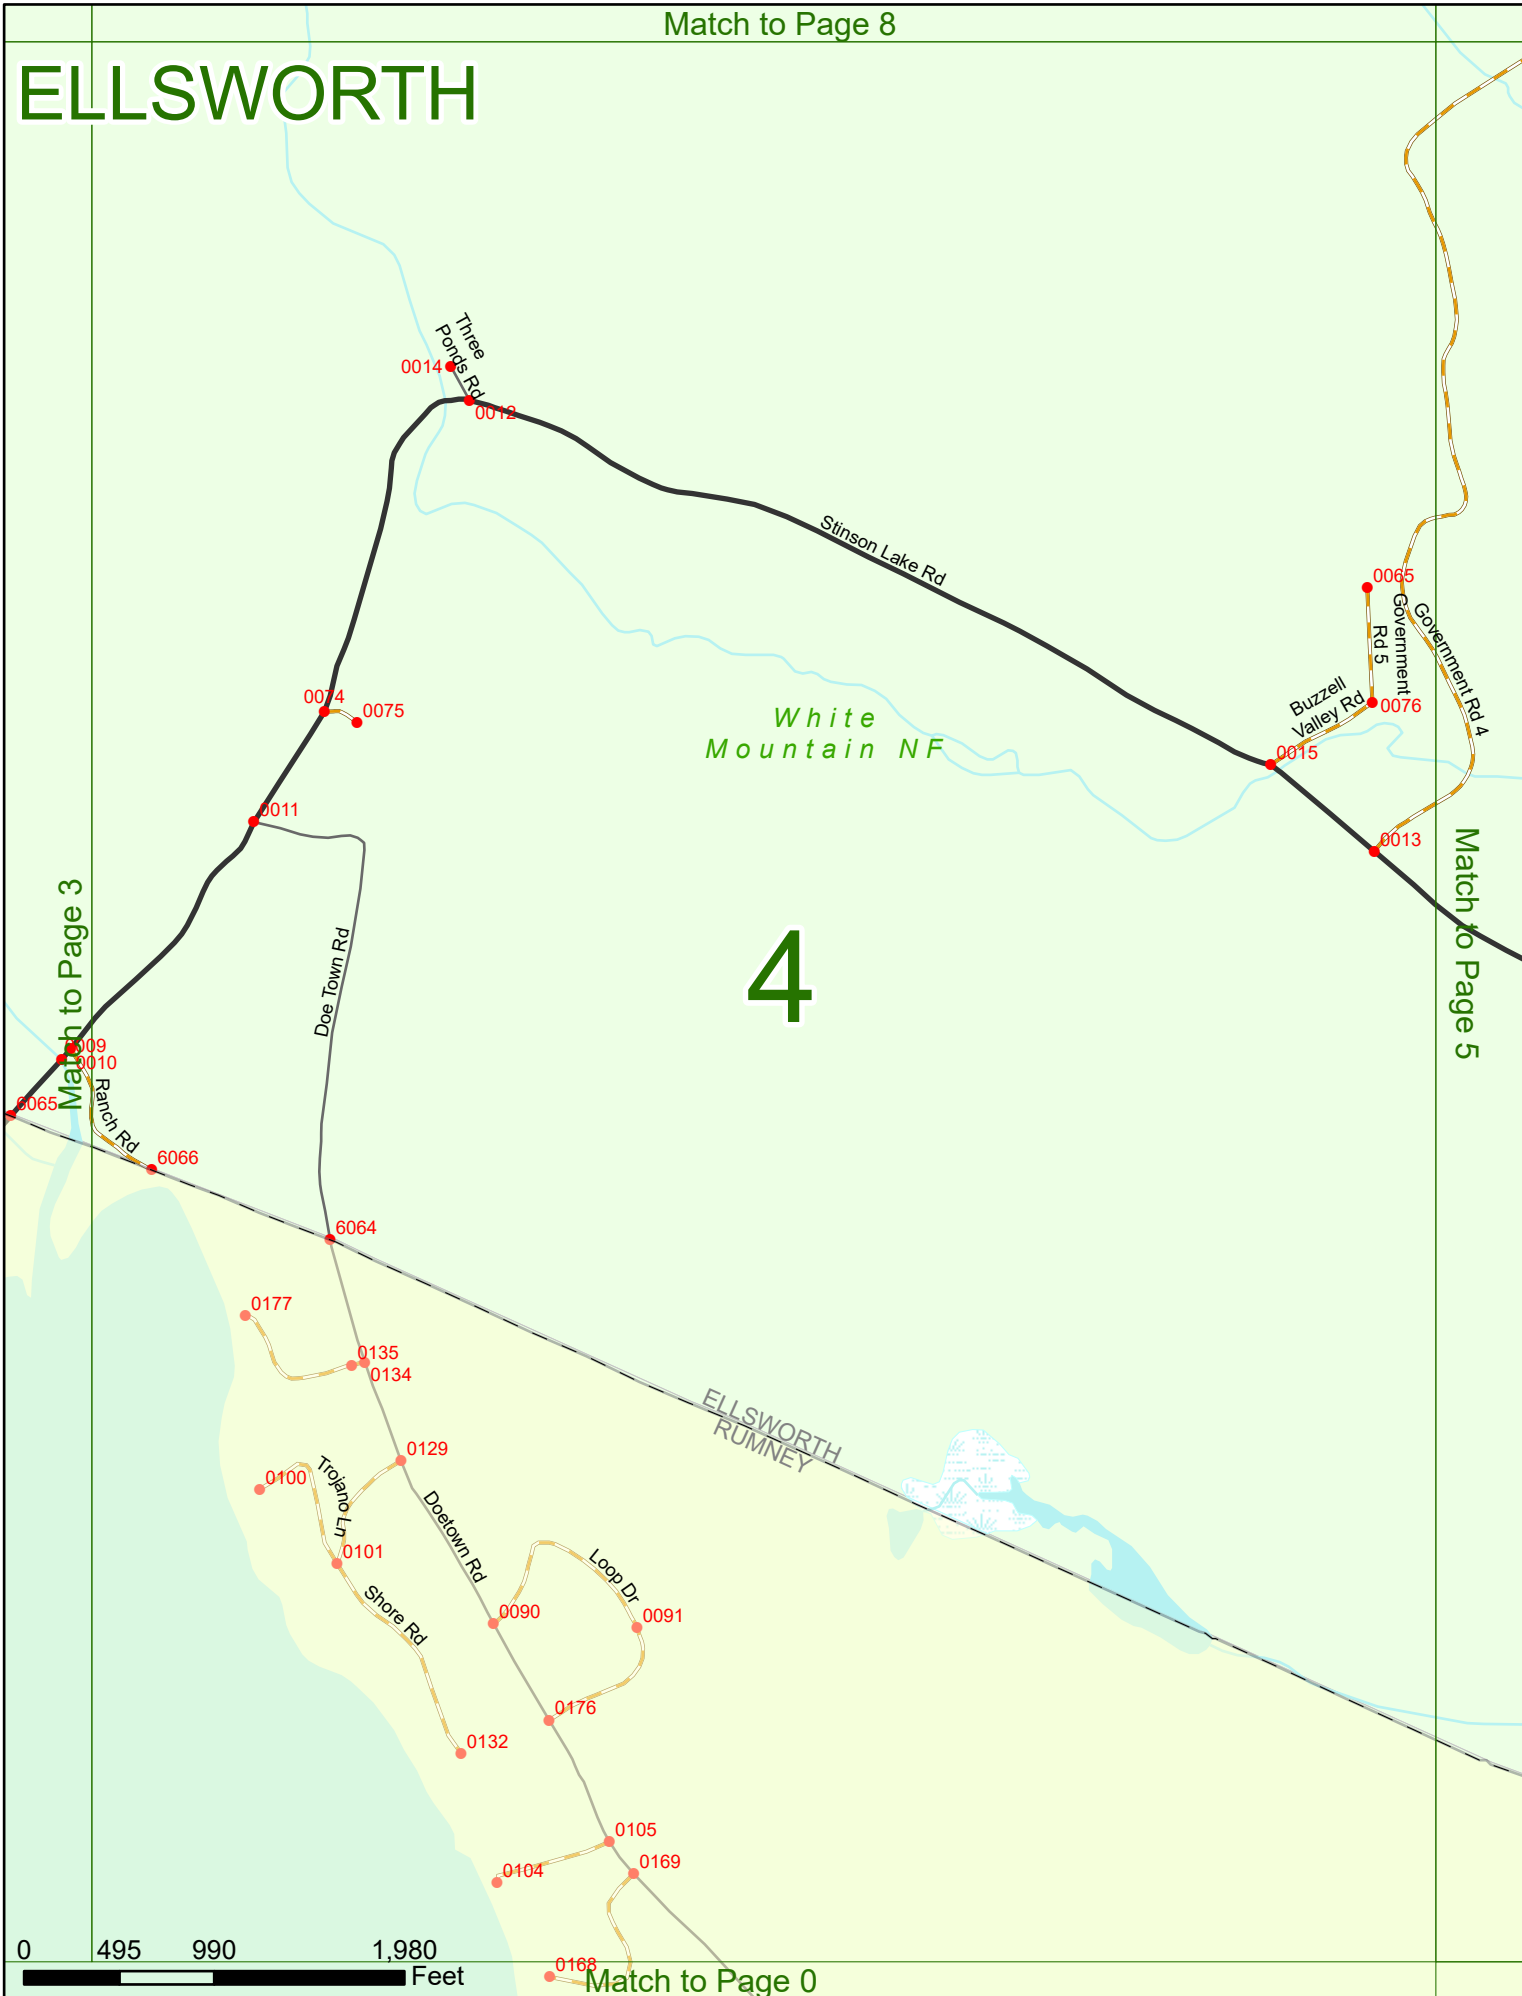 Match to Page 8
ELLSWORTH
Three
Ponds Rd
0014
0012
Stinson Lake Rd
0065
Government
Rd 5
Government Rd 4
0074
0075
Buzzell
Valley Rd
0076
White
Mountain NF
0015
0011
0013
Match to Page 3
Match to Page 5
Doe Town Rd
4
0009
0010
Ranch Rd
6065
6066
6064
0177
0135
0134
ELLSWORTH
RUMNEY
0129
0100
Trojano Ln
Doetown Rd
0101
Loop Dr
Shore Rd
0090
0091
0176
0132
0105
0104
0169
0168
0 495 990 1,980
Feet
Match to Page 0